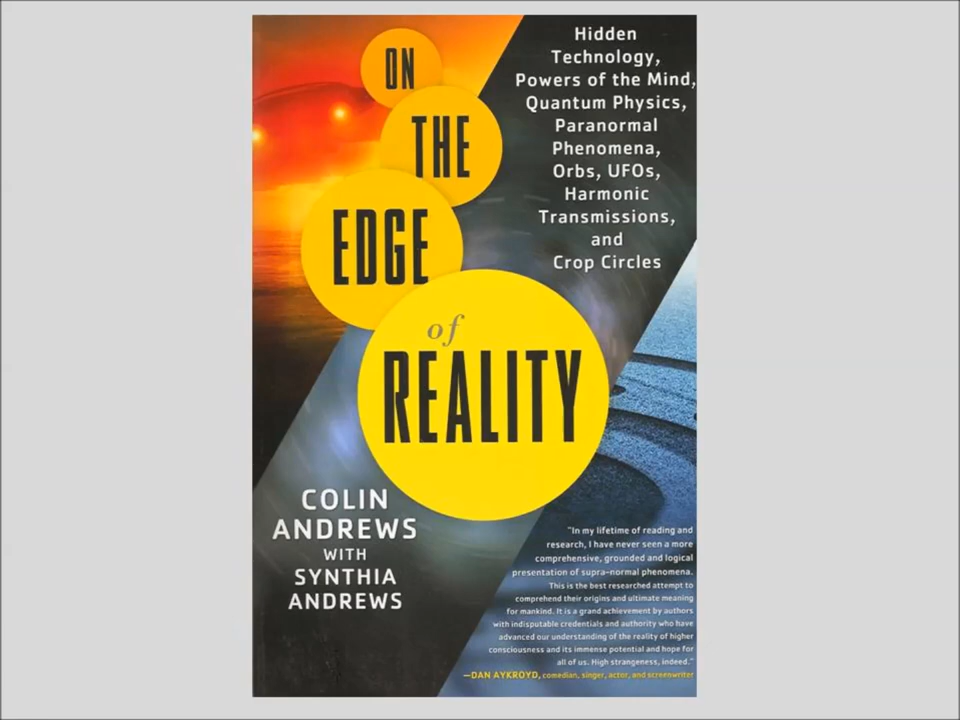 ON
THE
EDGE
of
REALITY
Hidden
Technology,
Powers of the Mind,
Quantum Physics,
Paranormal
Phenomena,
Orbs, UFOs,
Harmonic
Transmissions,
and
Crop Circles
COLIN
ANDREWS
WITH
SYNTHIA
ANDREWS
"In my lifetime of reading and
research, I have never seen a more
comprehensive, grounded and logical
presentation of supra-normal phenomena.
This is the best researched attempt to
comprehend their origins and ultimate meaning
for mankind. It is a grand achievement by authors
with indisputable credentials and authority who have
advanced our understanding of the reality of higher
consciousness and its immense potential and hope for
all of us. High strangeness, indeed."
—DAN AYKROYD, comedian, singer, actor, and screenwriter